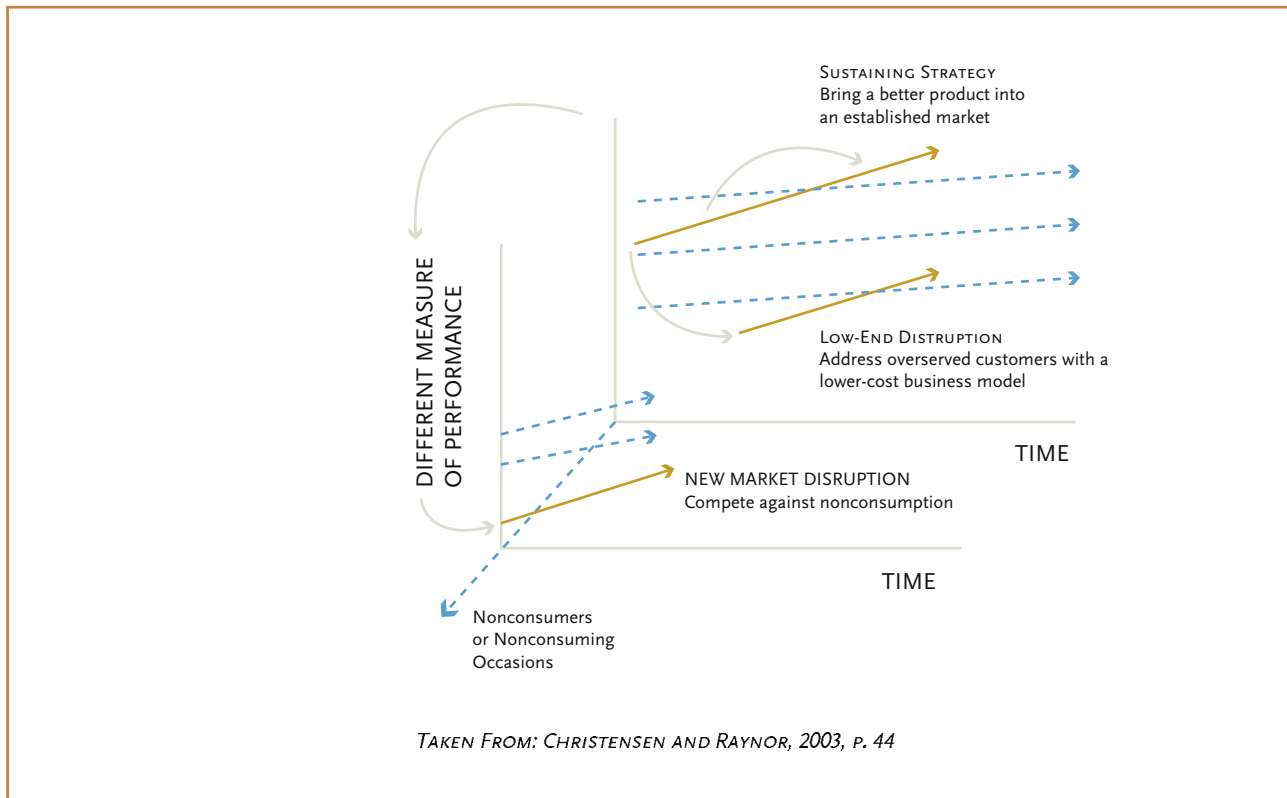 SUSTAINING STRATEGY
Bring a better product into
an established market
DIFFERENT MEASURE
OF PERFORMANCE
LOW-END DISTRUPTION
Address overserved customers with a
lower-cost business model
TIME
NEW MARKET DISRUPTION
Compete against nonconsumption
TIME
Nonconsumers
or Nonconsuming
Occasions
TAKEN FROM: CHRISTENSEN AND RAYNOR, 2003, P. 44